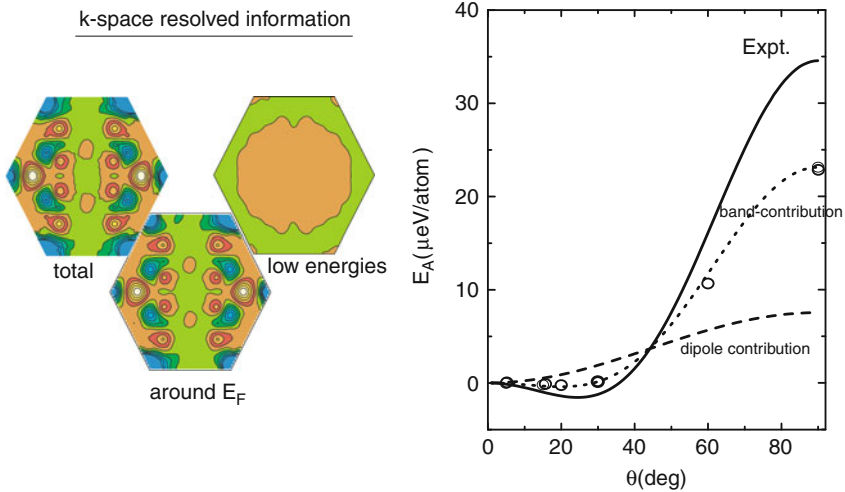 k-space resolved information
total
low energies
around E_F
40
35
30
20
10
0
E_A(μeV/atom)
Expt.
band-contribution
dipole contribution
0
20
40
60
80
θ(deg)